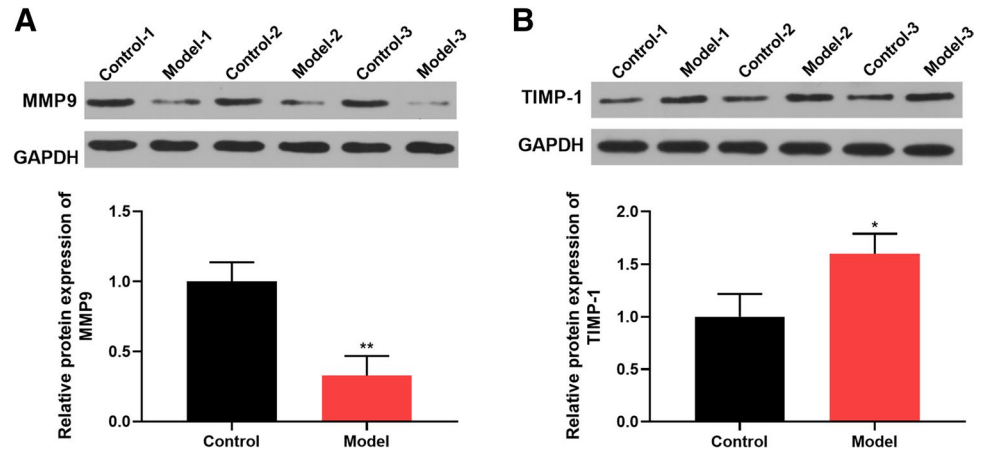 A
Control-1 Model-1 Control-2 Model-2 Control-3 Model-3
MMP9
GAPDH
Relative protein expression of
MMP9
1.5
1.0
0.5
0.0
**
Control Model
B
Control-1 Model-1 Control-2 Model-2 Control-3 Model-3
TIMP-1
GAPDH
Relative protein expression of
TIMP-1
2.0
1.5
1.0
0.5
0.0
*
Control Model